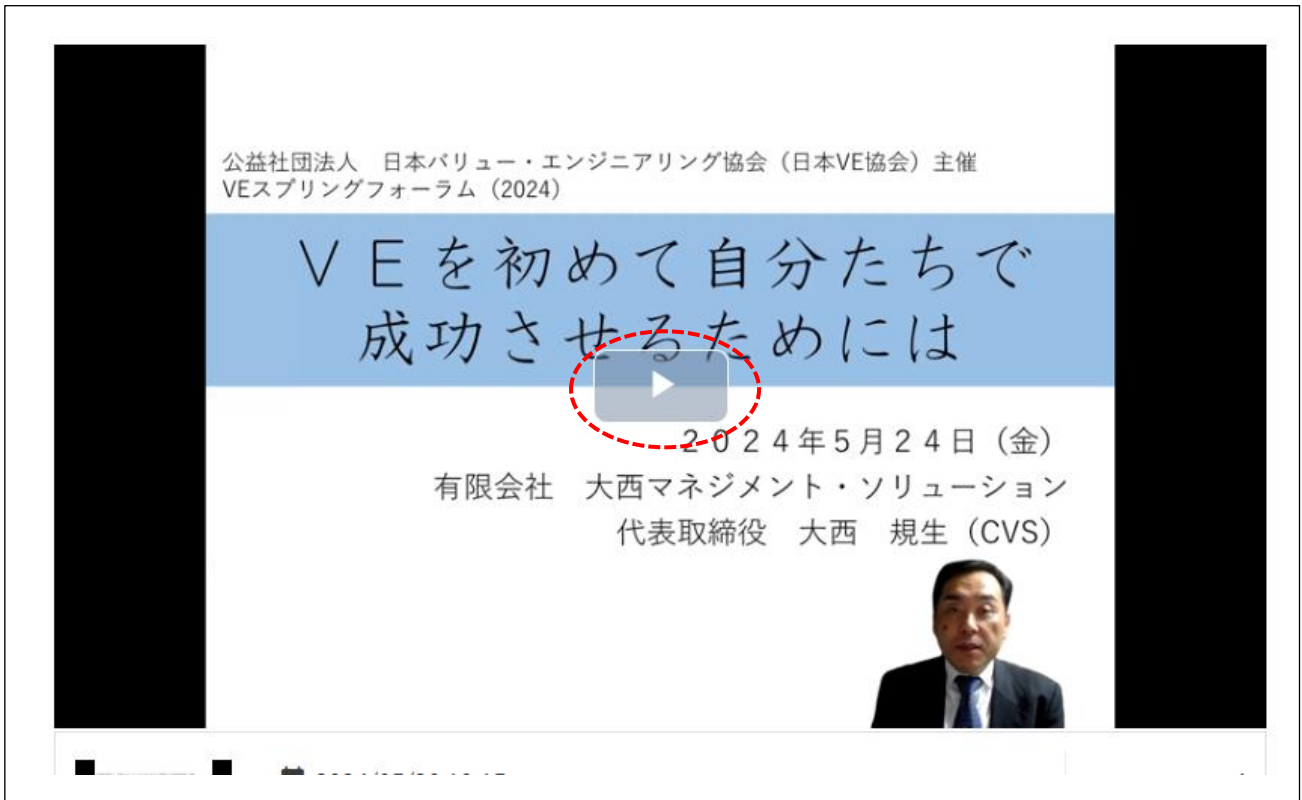 公益社団法人　日本バリュー・エンジニアリング協会（日本VE協会）主催
VEスプリングフォーラム（2024）
ＶＥを初めて自分たちで
成功させるためには
２０２４年５月２４日（金）
有限会社　大西マネジメント・ソリューション
代表取締役　大西　規生（CVS）